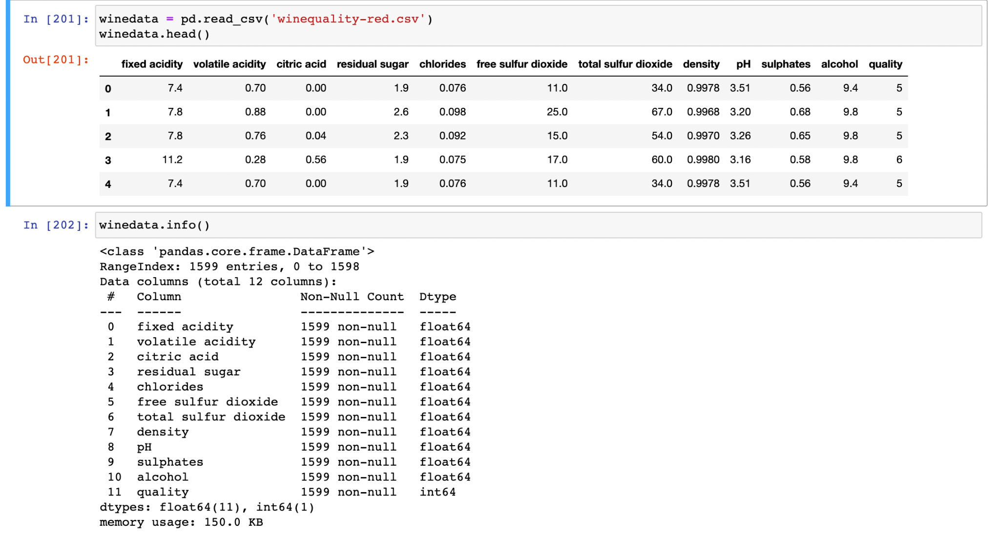 In [201]: winedata = pd.read_csv('winequality-red.csv')
winedata.head()
Out[201]: fixed acidity volatile acidity citric acid residual sugar chlorides free sulfur dioxide total sulfur dioxide density pH sulphates alcohol quality
0 7.4 0.70 0.00 1.9 0.076 11.0 34.0 0.9978 3.51 0.56 9.4 5
1 7.8 0.88 0.00 2.6 0.098 25.0 67.0 0.9968 3.20 0.68 9.8 5
2 7.8 0.76 0.04 2.3 0.092 15.0 54.0 0.9970 3.26 0.65 9.8 5
3 11.2 0.28 0.56 1.9 0.075 17.0 60.0 0.9980 3.16 0.58 9.8 6
4 7.4 0.70 0.00 1.9 0.076 11.0 34.0 0.9978 3.51 0.56 9.4 5
In [202]: winedata.info()
<class 'pandas.core.frame.DataFrame'>
RangeIndex: 1599 entries, 0 to 1598
Data columns (total 12 columns):
# Column Non-Null Count Dtype
--- ------ -------------- -----
0 fixed acidity 1599 non-null float64
1 volatile acidity 1599 non-null float64
2 citric acid 1599 non-null float64
3 residual sugar 1599 non-null float64
4 chlorides 1599 non-null float64
5 free sulfur dioxide 1599 non-null float64
6 total sulfur dioxide 1599 non-null float64
7 density 1599 non-null float64
8 pH 1599 non-null float64
9 sulphates 1599 non-null float64
10 alcohol 1599 non-null float64
11 quality 1599 non-null int64
dtypes: float64(11), int64(1)
memory usage: 150.0 KB